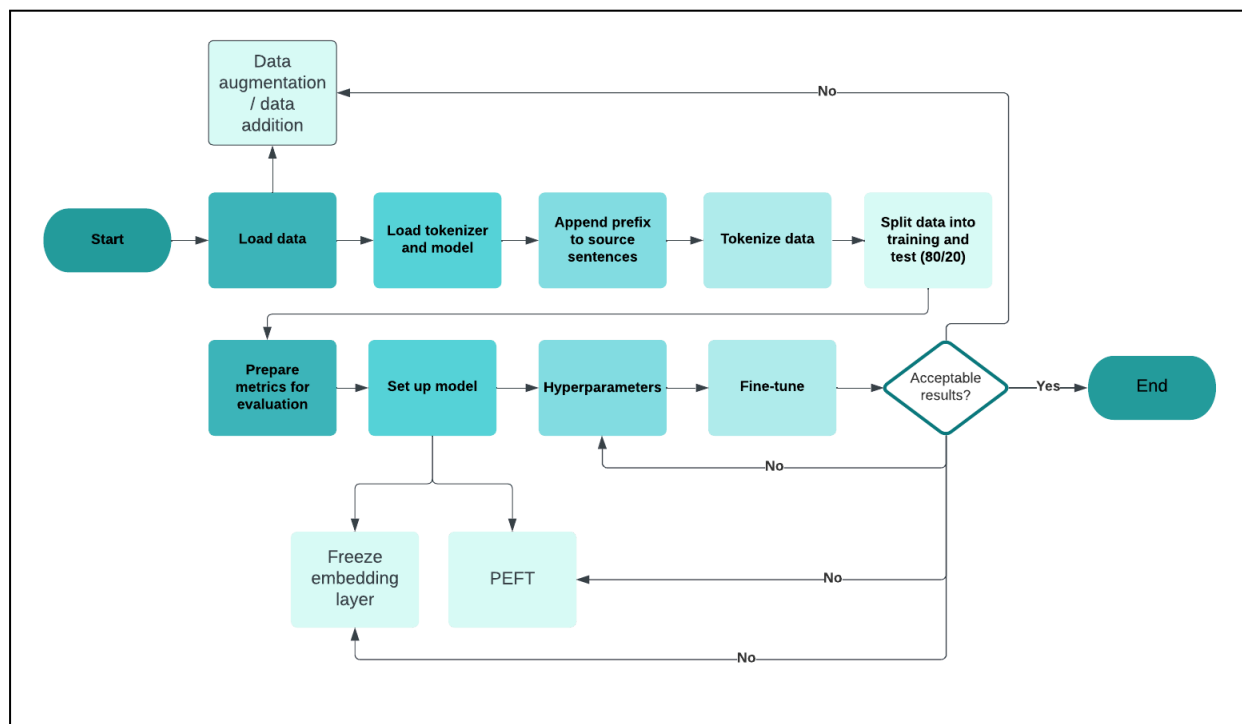 Data
augmentation
/ data
addition
No
Start
Load data
Load tokenizer
and model
Append prefix
to source
sentences
Tokenize data
Split data into
training and
test (80/20)
Prepare
metrics for
evaluation
Set up model
Hyperparameters
Fine-tune
Acceptable
results?
Yes
End
No
Freeze
embedding
layer
PEFT
No
No